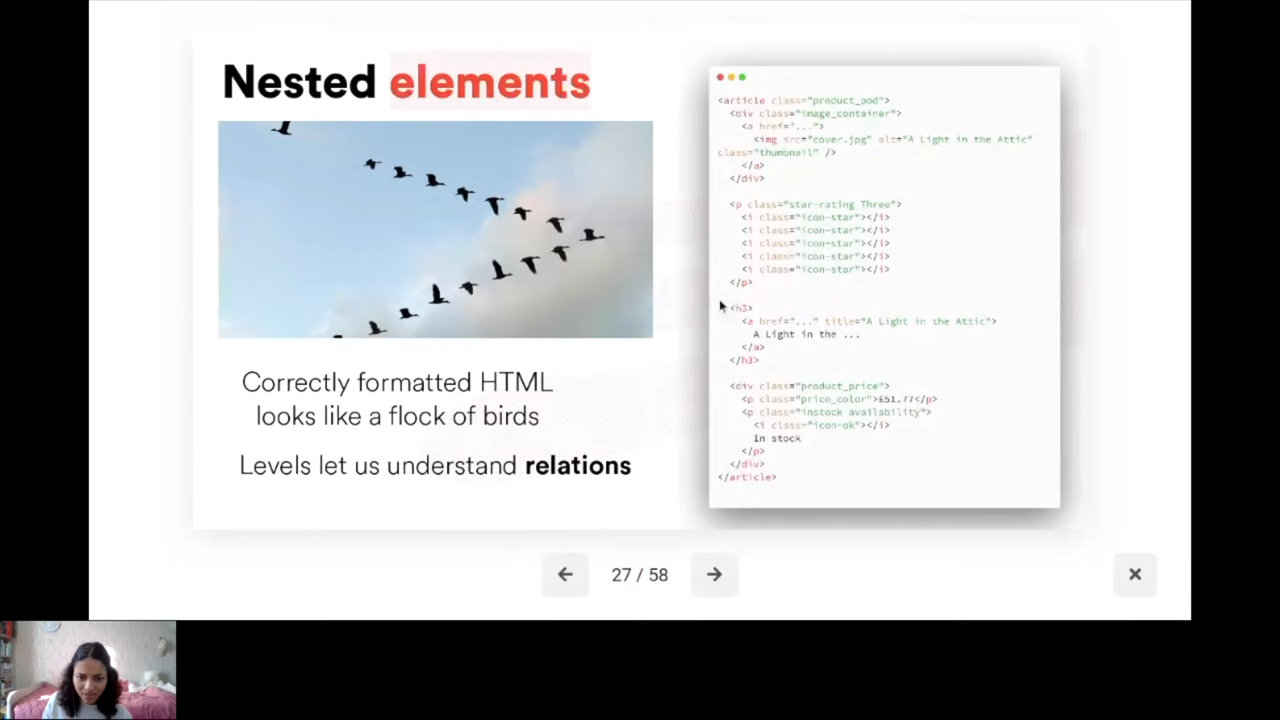 Nested elements
Correctly formatted HTML
looks like a flock of birds
Levels let us understand relations
<article class="product_pod">
<div class="image_container">
<a href="...">
<img src="cover.jpg" alt="A Light in the Attic"
class="thumbnail" />
</a>
</div>
<p class="star-rating Three">
<i class="icon-star"></i>
<i class="icon-star"></i>
<i class="icon-star"></i>
<i class="icon-star"></i>
<i class="icon-star"></i>
</p>
<h3>
<a href="..." title="A Light in the Attic">
A Light in the ...
</a>
</h3>
<div class="product_price">
<p class="price_color">£51.77</p>
<p class="instock availability">
<i class="icon-ok"></i>
In stock
</p>
</div>
</article>
27 / 58